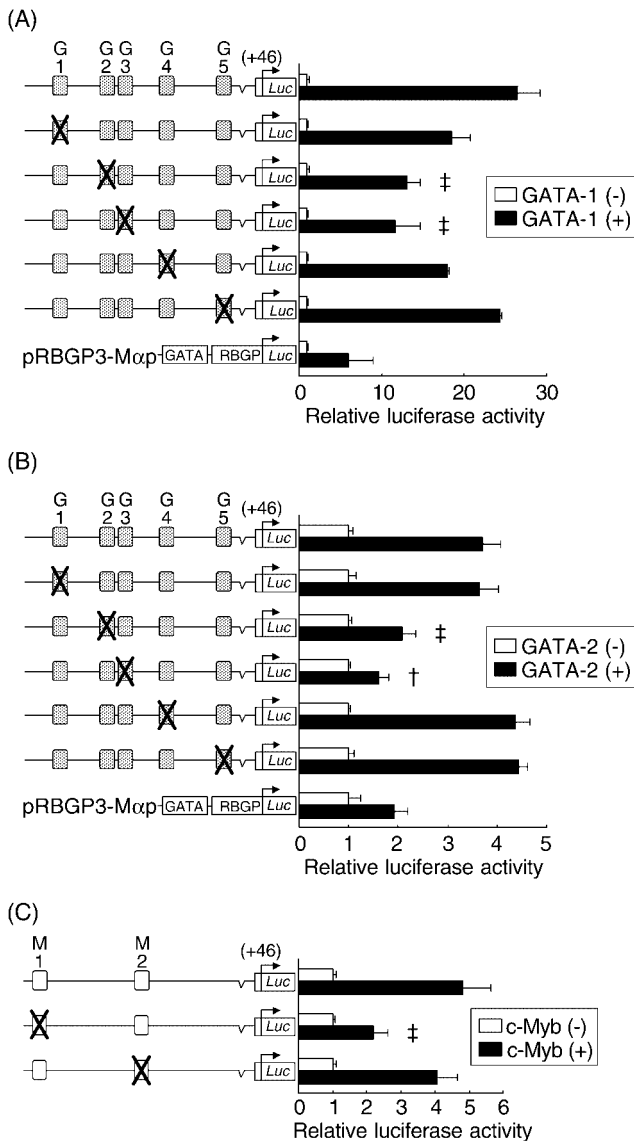 (A)
G G G G G
1 2 3 4 5
(+46)
Luc
Luc
Luc
‡
Luc
‡
Luc
Luc
pRBGP3-Mαp GATA RBGP Luc
GATA-1 (-)
GATA-1 (+)
0 10 20 30
Relative luciferase activity
(B)
G G G G G
1 2 3 4 5
(+46)
Luc
Luc
Luc
‡
Luc
†
Luc
Luc
pRBGP3-Mαp GATA RBGP Luc
GATA-2 (-)
GATA-2 (+)
0 1 2 3 4 5
Relative luciferase activity
(C)
M M
1 2
(+46)
Luc
Luc
‡
Luc
c-Myb (-)
c-Myb (+)
0 1 2 3 4 5 6
Relative luciferase activity